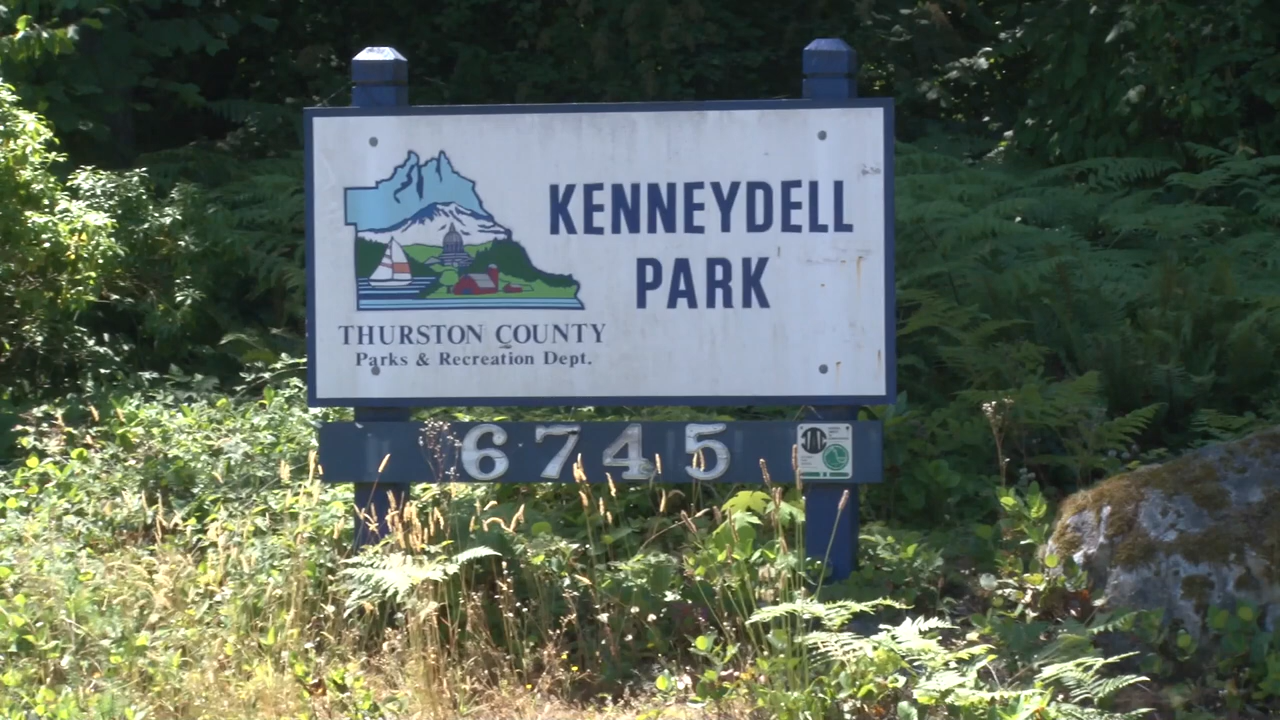 KENNEYDELL
PARK
THURSTON COUNTY
Parks & Recreation Dept.
6745